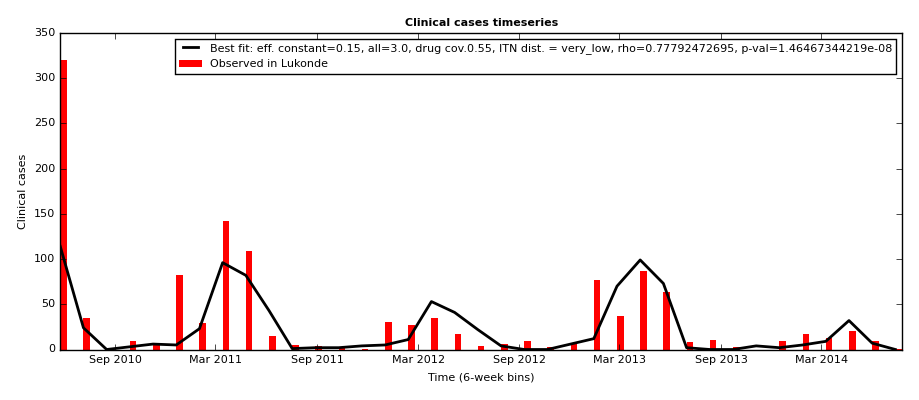 Clinical cases timeseries
Best fit: eff. constant=0.15, all=3.0, drug cov.0.55, ITN dist. = very_low, rho=0.77792472695, p-val=1.46467344219e-08
Observed in Lukonde
350
300
250
200
150
100
50
0
Clinical cases
Sep 2010 Mar 2011 Sep 2011 Mar 2012 Sep 2012 Mar 2013 Sep 2013 Mar 2014
Time (6-week bins)